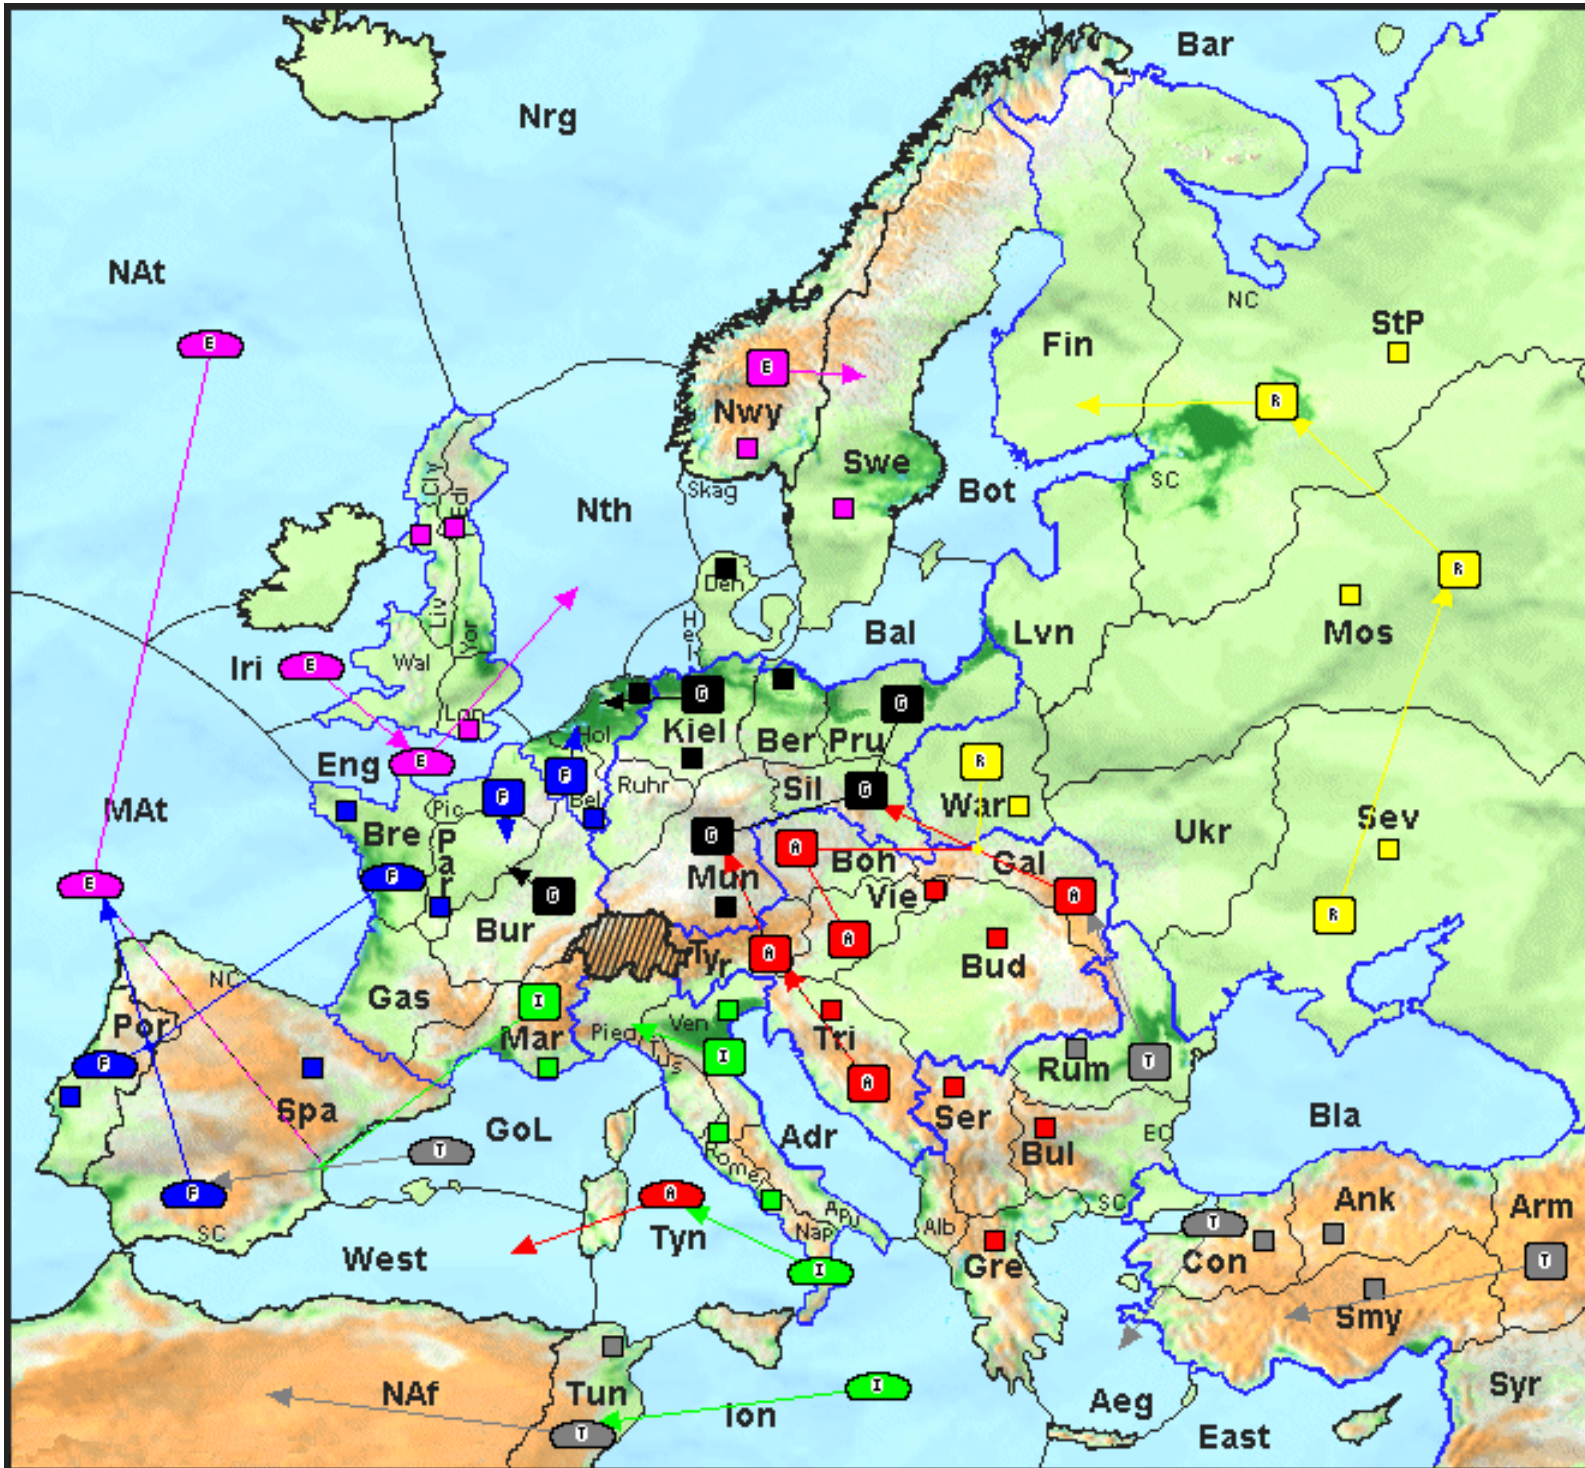 Bar
Nrg
NAt
NC
StP
Fin
E
E
R
Nwy
Swe
Cly
Edi
SC
Skag
Bot
Nth
R
Den
Liv
Yor
Hel
Bal
Lvn
Mos
Iri
E
Wal
G
G
Lon
Hol
Kiel
Ber
Pru
Eng
E
F
F
R
Ruhr
Sil
G
MAt
Pic
Bel
War
Bre
Par
G
A
Boh
Gal
Ukr
Sev
E
F
G
Mun
Vie
A
R
Bur
A
A
Bud
Tyr
NC
Gas
I
Por
Mar
Pied
Ven
Tri
F
I
Tus
A
Rum
T
Spa
GoL
Adr
Ser
Bla
T
Bul
EC
F
Rome
A
SC
Ank
Arm
SC
Tyn
Nap
Apu
Alb
T
West
I
Gre
Con
T
Smy
NAf
Tun
I
Ion
Aeg
Syr
T
East